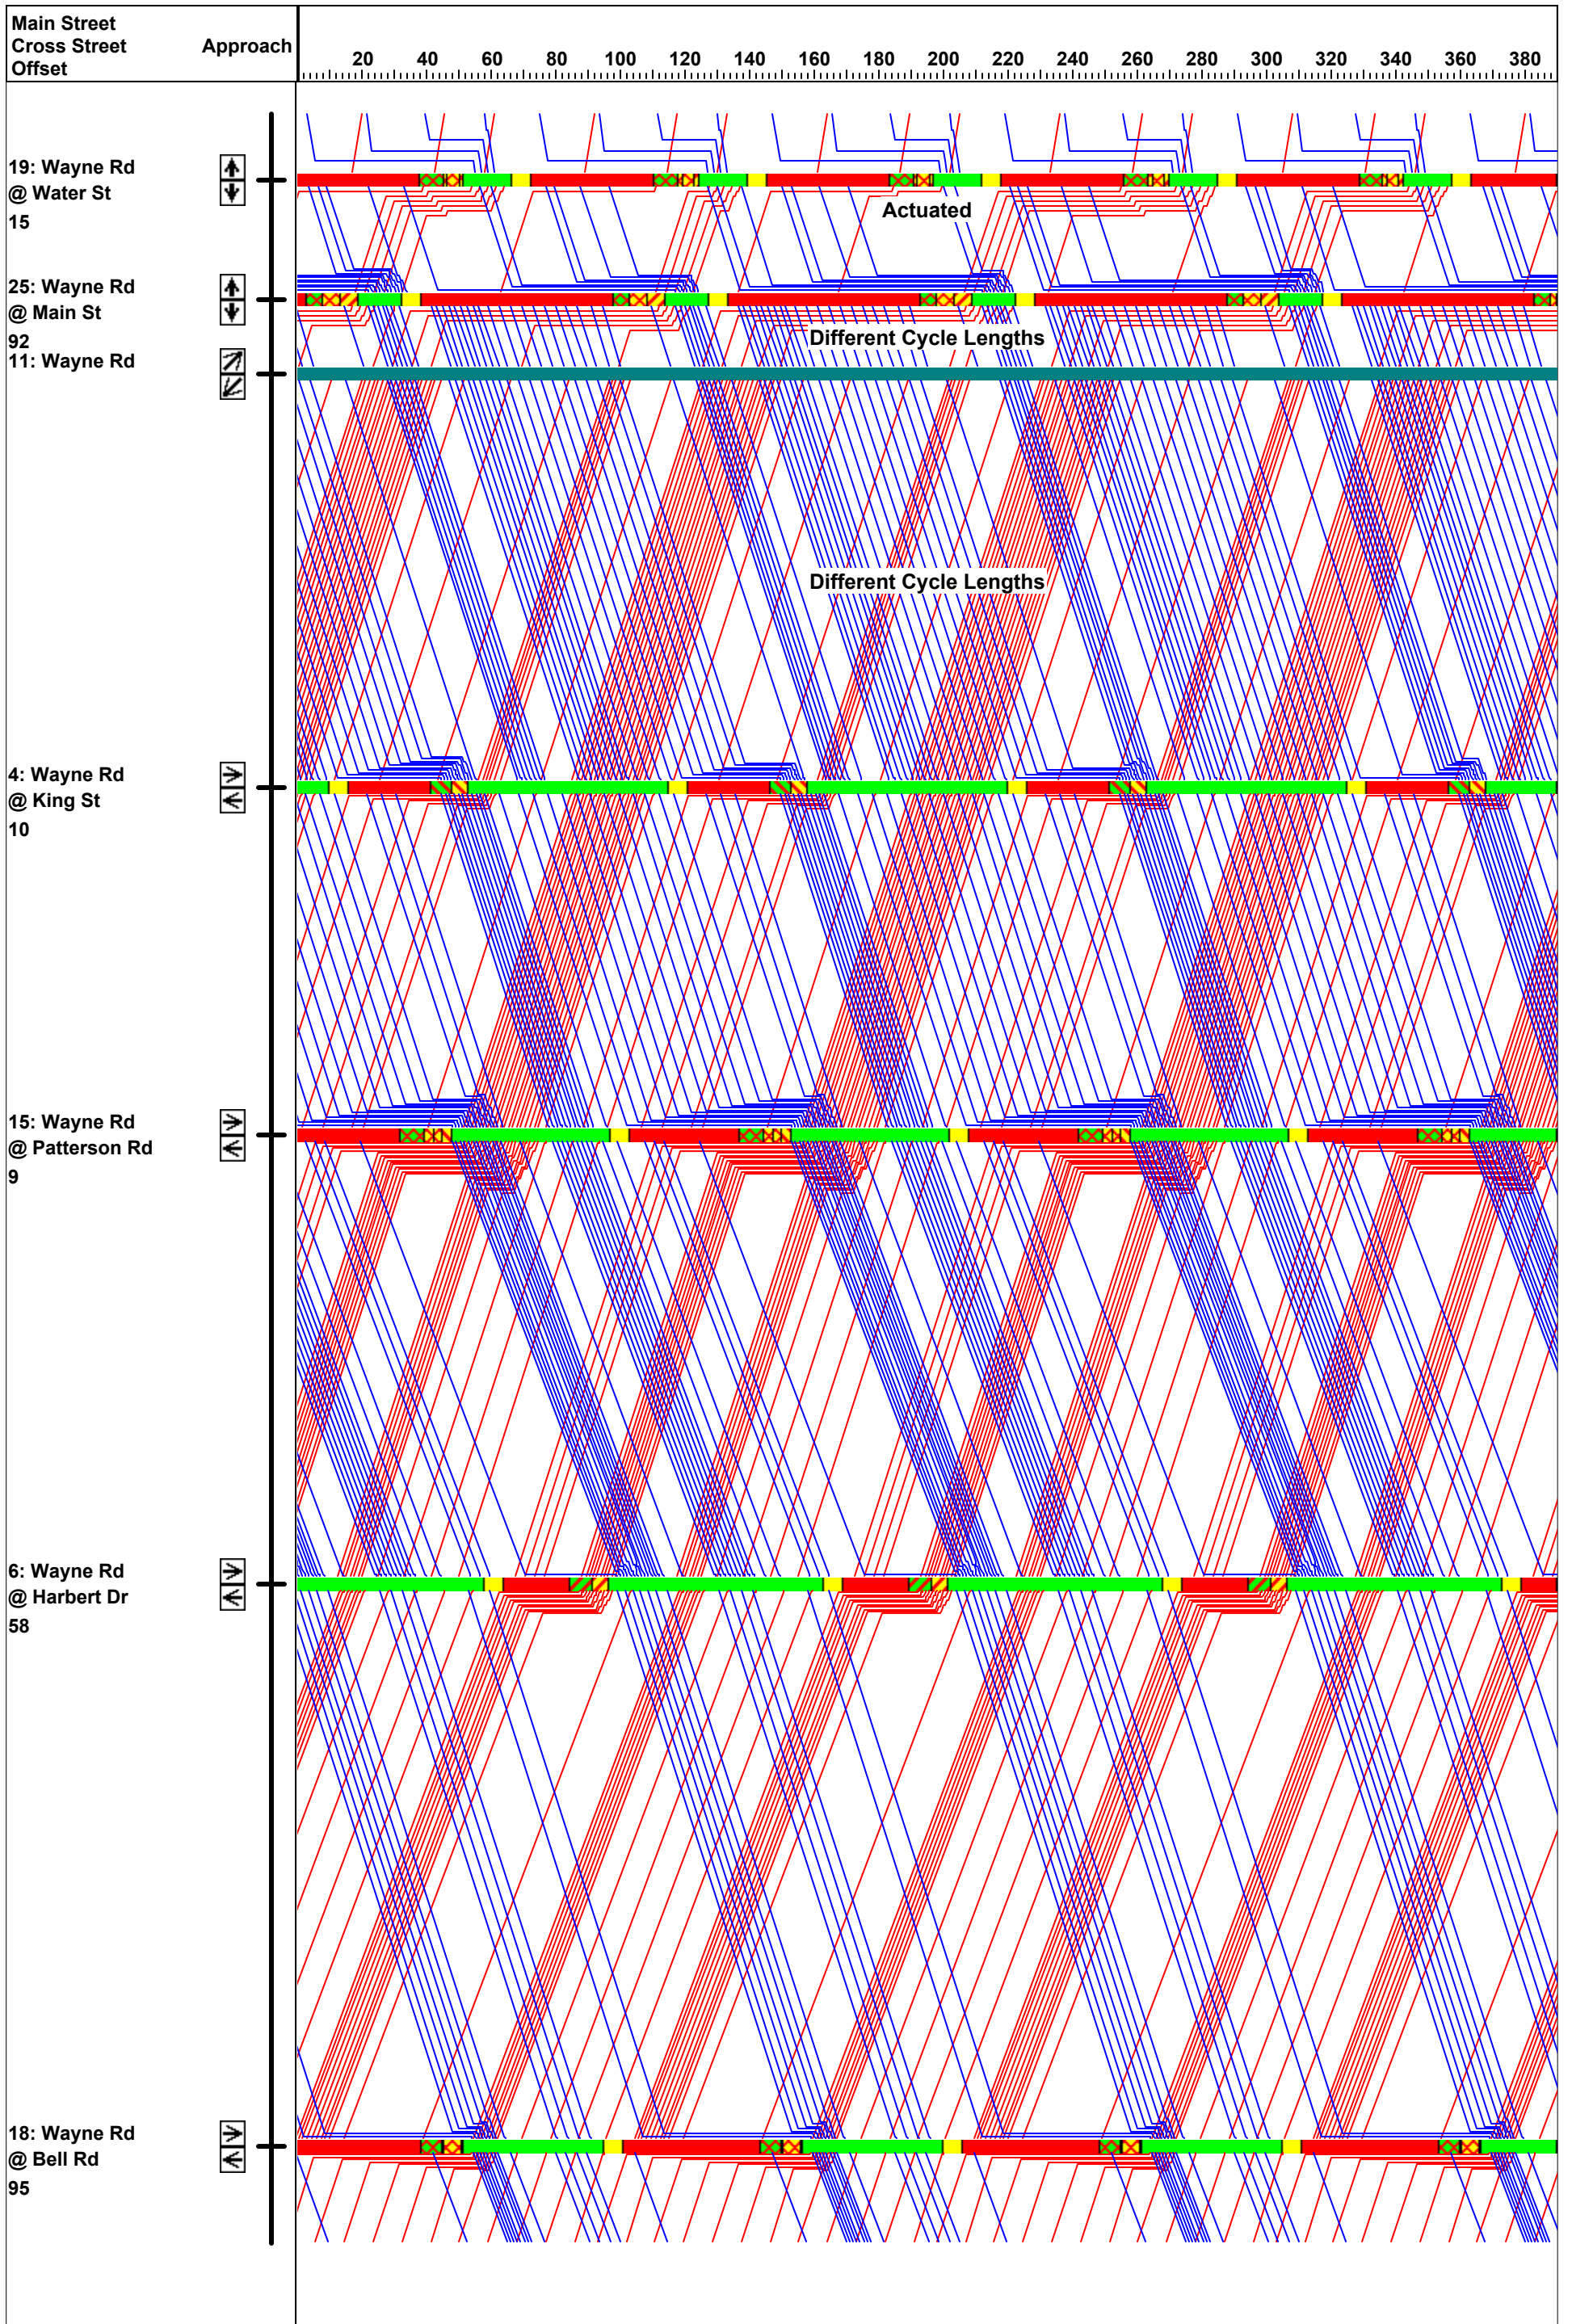 Main Street
Cross Street Approach
Offset
20 40 60 80 100 120 140 160 180 200 220 240 260 280 300 320 340 360 380
19: Wayne Rd
@ Water St
15
Actuated
25: Wayne Rd
@ Main St
92
Different Cycle Lengths
11: Wayne Rd
Different Cycle Lengths
4: Wayne Rd
@ King St
10
15: Wayne Rd
@ Patterson Rd
9
6: Wayne Rd
@ Harbert Dr
58
18: Wayne Rd
@ Bell Rd
95